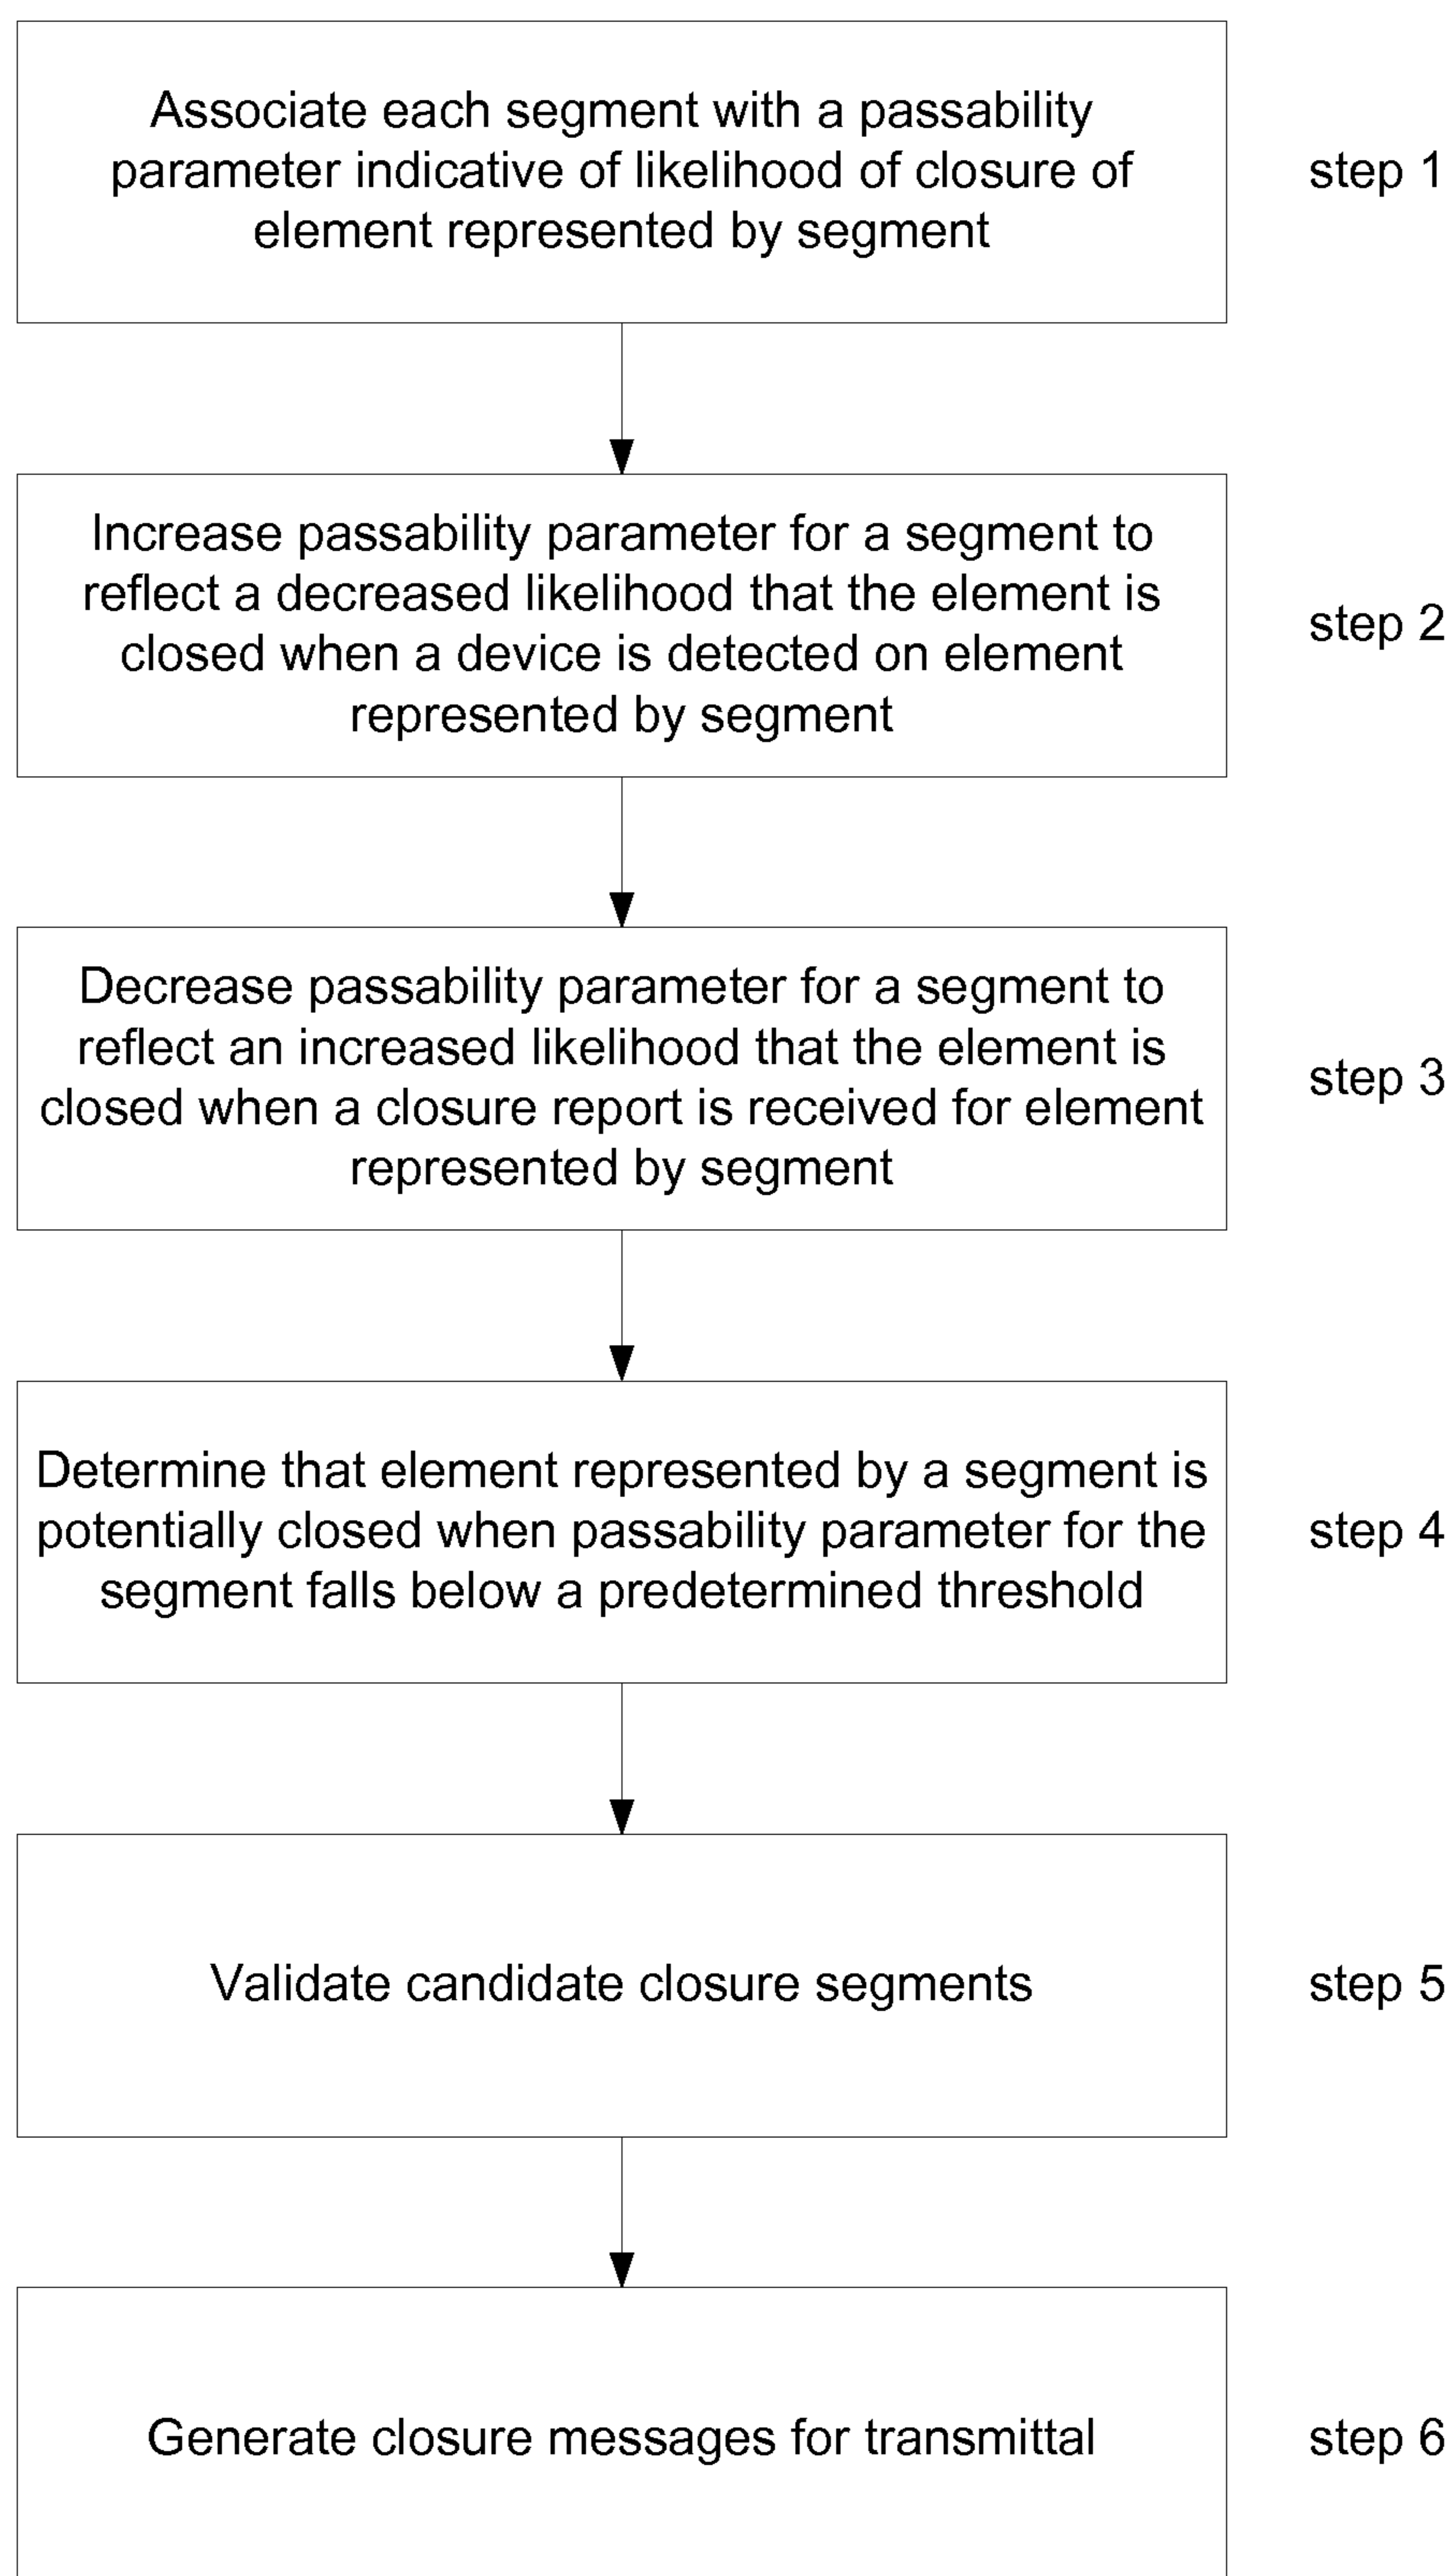 Associate each segment with a passability
parameter indicative of likelihood of closure of
element represented by segment
step 1
Increase passability parameter for a segment to
reflect a decreased likelihood that the element is
closed when a device is detected on element
represented by segment
step 2
Decrease passability parameter for a segment to
reflect an increased likelihood that the element is
closed when a closure report is received for element
represented by segment
step 3
Determine that element represented by a segment is
potentially closed when passability parameter for the
segment falls below a predetermined threshold
step 4
Validate candidate closure segments
step 5
Generate closure messages for transmittal
step 6